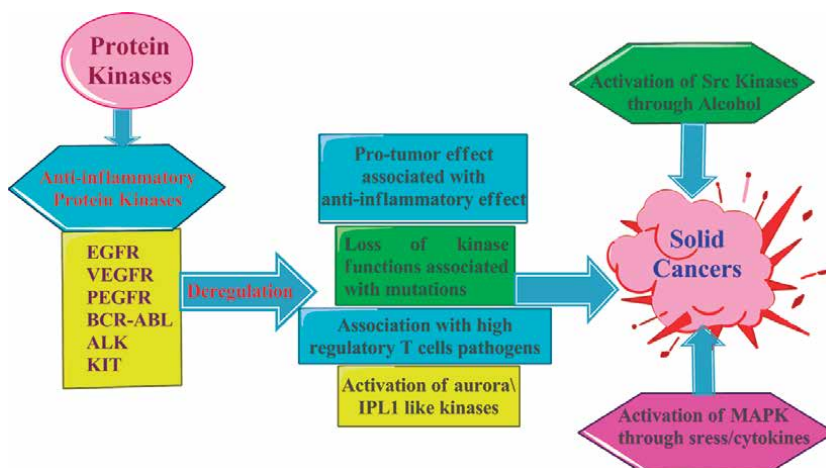 Protein
Kinases
Anti-inflammatory
Protein Kinases
EGFR
VEGFR
PEGFR
BCR-ABL
ALK
KIT
Deregulation
Pro-tumor effect
associated with
anti-inflammatory effect
Loss of kinase
functions associated
with mutations
Association with high
regulatory T cells pathogens
Activation of aurora\
IPL1 like kinases
Activation of Src Kinases
through Alcohol
Solid
Cancers
Activation of MAPK
through sress/cytokines